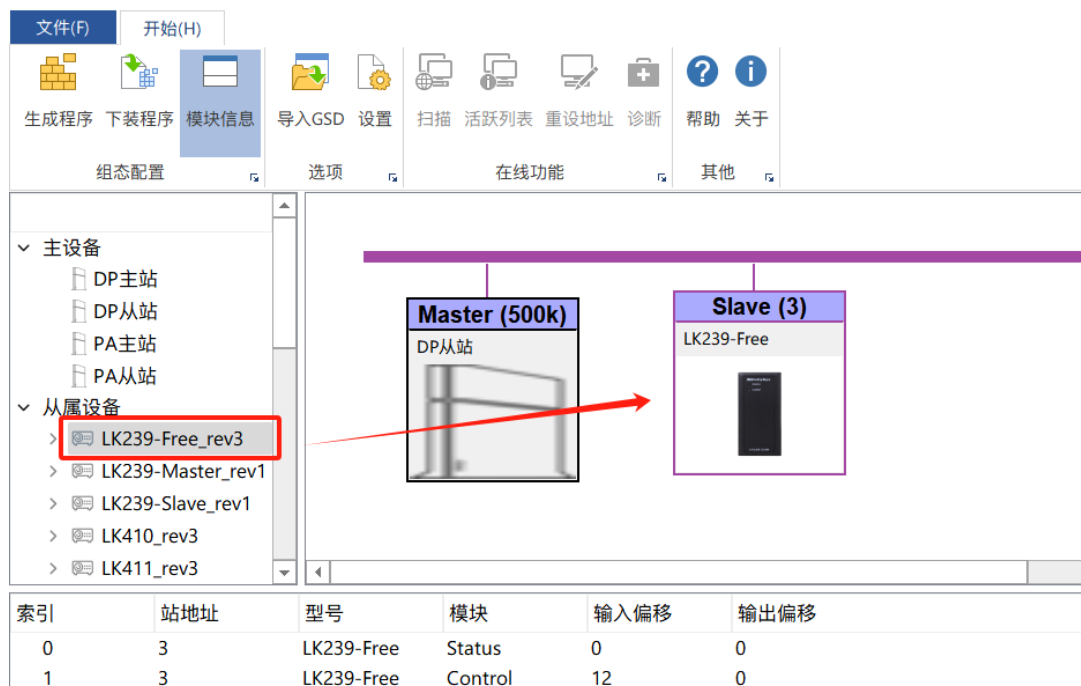 文件(F) 开始(H)
生成程序 下装程序 模块信息 导入GSD 设置 扫描 活跃列表 重设地址 诊断 帮助 关于
组态配置 选项 在线功能 其他
主设备
DP主站
DP从站
PA主站
PA从站
从属设备
LK239-Free_rev3
LK239-Master_rev1
LK239-Slave_rev1
LK410_rev3
LK411_rev3
Master (500k)
DP从站
Slave (3)
LK239-Free
索引 站地址 型号 模块 输入偏移 输出偏移
0 3 LK239-Free Status 0 0
1 3 LK239-Free Control 12 0